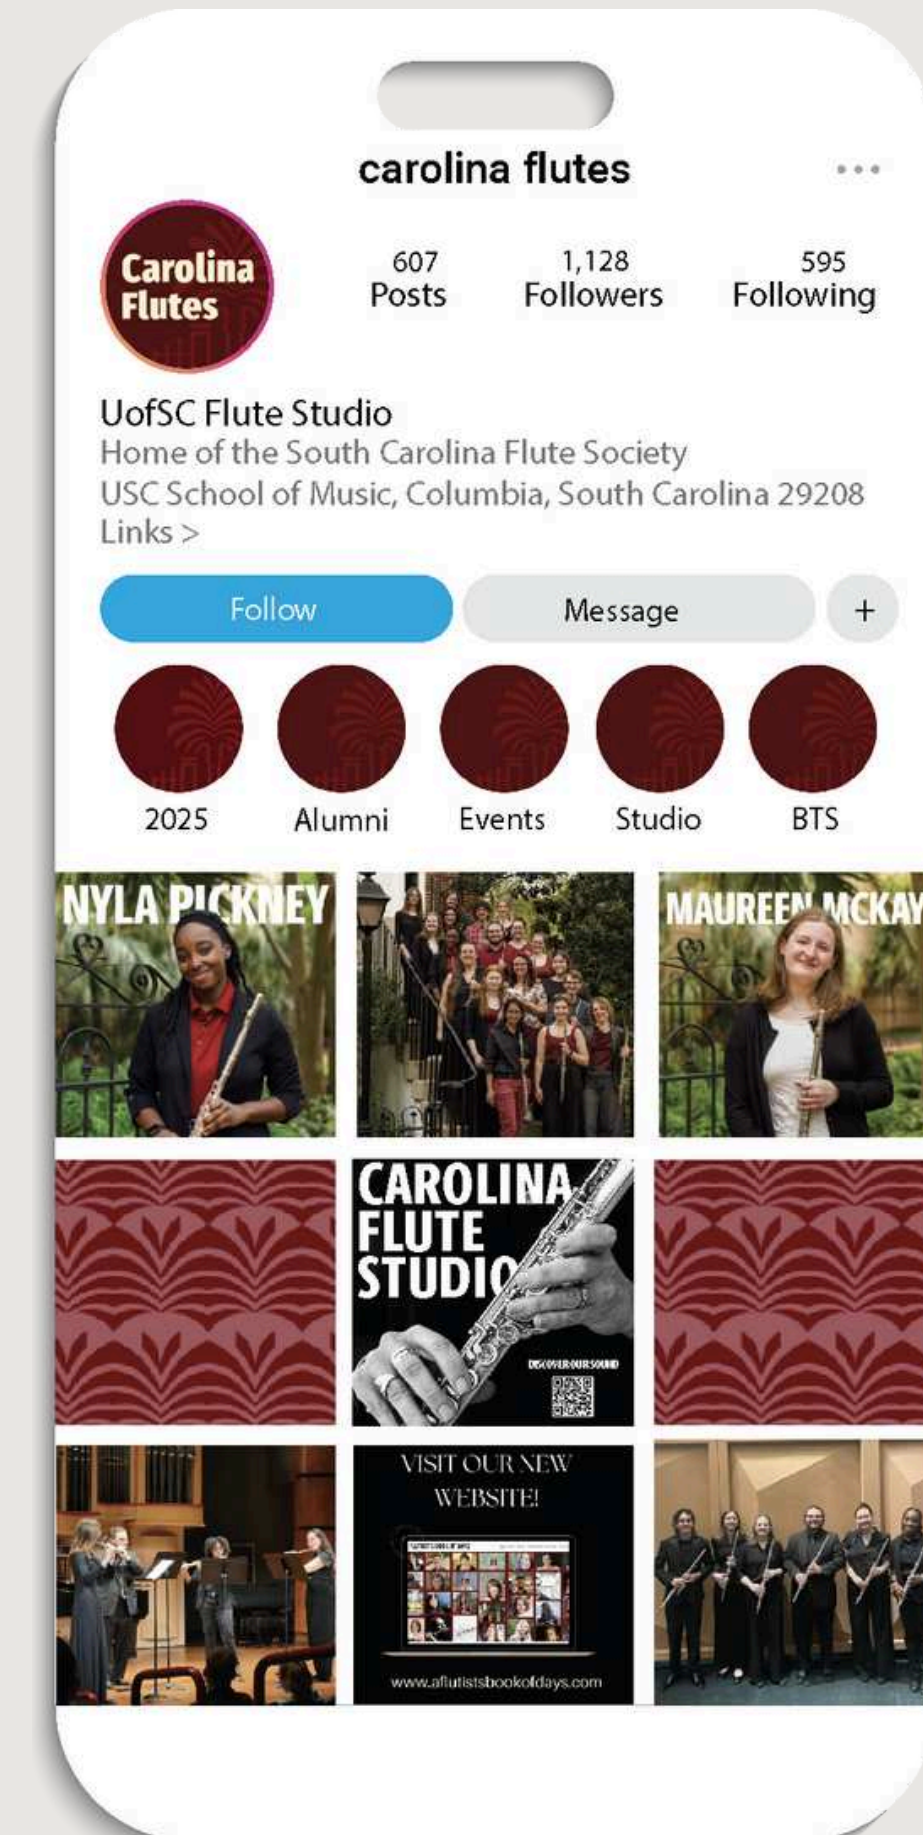 carolina flutes
Carolina
Flutes
607
Posts
1,128
Followers
595
Following
UofSC Flute Studio
Home of the South Carolina Flute Society
USC School of Music, Columbia, South Carolina 29208
Links >
Follow
Message
+
2025
Alumni
Events
Studio
BTS
NYLA PICKNEY
MAUREEN MCKAY
CAROLINA
FLUTE
STUDIO
DISCOVER OUR SOUND
VISIT OUR NEW
WEBSITE!
www.aflutistsbookofdays.com